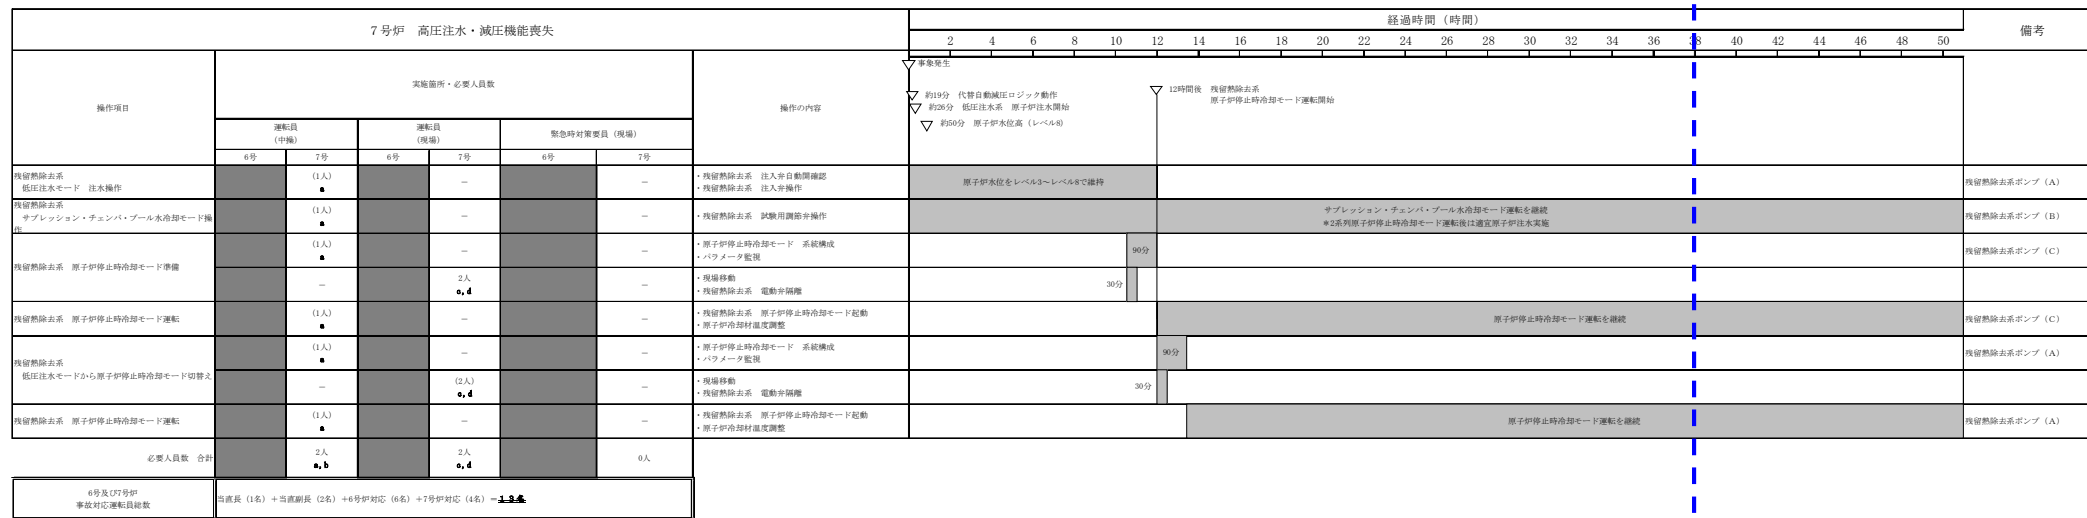 7号炉　高圧注水・減圧機能喪失
経過時間（時間）
備考
2 4 6 8 10 12 14 16 18 20 22 24 26 28 30 32 34 36 38 40 42 44 46 48 50
操作項目
実施箇所・必要人員数
操作の内容
事象発生
約19分　代替自動減圧ロジック動作
約26分　低圧注水系　原子炉注水開始
約50分　原子炉水位高（レベル8）
12時間後　残留熱除去系
原子炉停止時冷却モード運転開始
運転員
（中操）
運転員
（現場）
緊急時対策要員（現場）
6号 7号 6号 7号 6号 7号
残留熱除去系
低圧注水モード　注水操作
（1人）
a
－ －
・残留熱除去系　注入弁自動開確認
・残留熱除去系　注入弁操作
原子炉水位をレベル3～レベル8で維持
残留熱除去系ポンプ（A）
残留熱除去系
サプレッション・チェンバ・プール水冷却モード操
作
（1人）
a
－ －
・残留熱除去系　試験用調節弁操作
サプレッション・チェンバ・プール水冷却モード運転を継続
＊2系列原子炉停止時冷却モード運転後は適宜原子炉注水実施
残留熱除去系ポンプ（B）
残留熱除去系　原子炉停止時冷却モード準備
（1人）
a
－ －
・原子炉停止時冷却モード　系統構成
・パラメータ監視
90分
残留熱除去系ポンプ（C）
－
2人
c,d
－
・現場移動
・残留熱除去系　電動弁隔離
30分
残留熱除去系　原子炉停止時冷却モード運転
（1人）
a
－ －
・残留熱除去系　原子炉停止時冷却モード起動
・原子炉冷却材温度調整
原子炉停止時冷却モード運転を継続
残留熱除去系ポンプ（C）
残留熱除去系
低圧注水モードから原子炉停止時冷却モード切替え
（1人）
a
－ －
・原子炉停止時冷却モード　系統構成
・パラメータ監視
90分
残留熱除去系ポンプ（A）
－
（2人）
c,d
－
・現場移動
・残留熱除去系　電動弁隔離
30分
残留熱除去系　原子炉停止時冷却モード運転
（1人）
a
－ －
・残留熱除去系　原子炉停止時冷却モード起動
・原子炉冷却材温度調整
原子炉停止時冷却モード運転を継続
残留熱除去系ポンプ（A）
必要人員数　合計
2人
a,b
2人
c,d
0人
6号及び7号炉
事故対応運転員総数
当直長（1名）＋当直副長（2名）＋6号炉対応（6名）＋7号炉対応（4名）＝13名